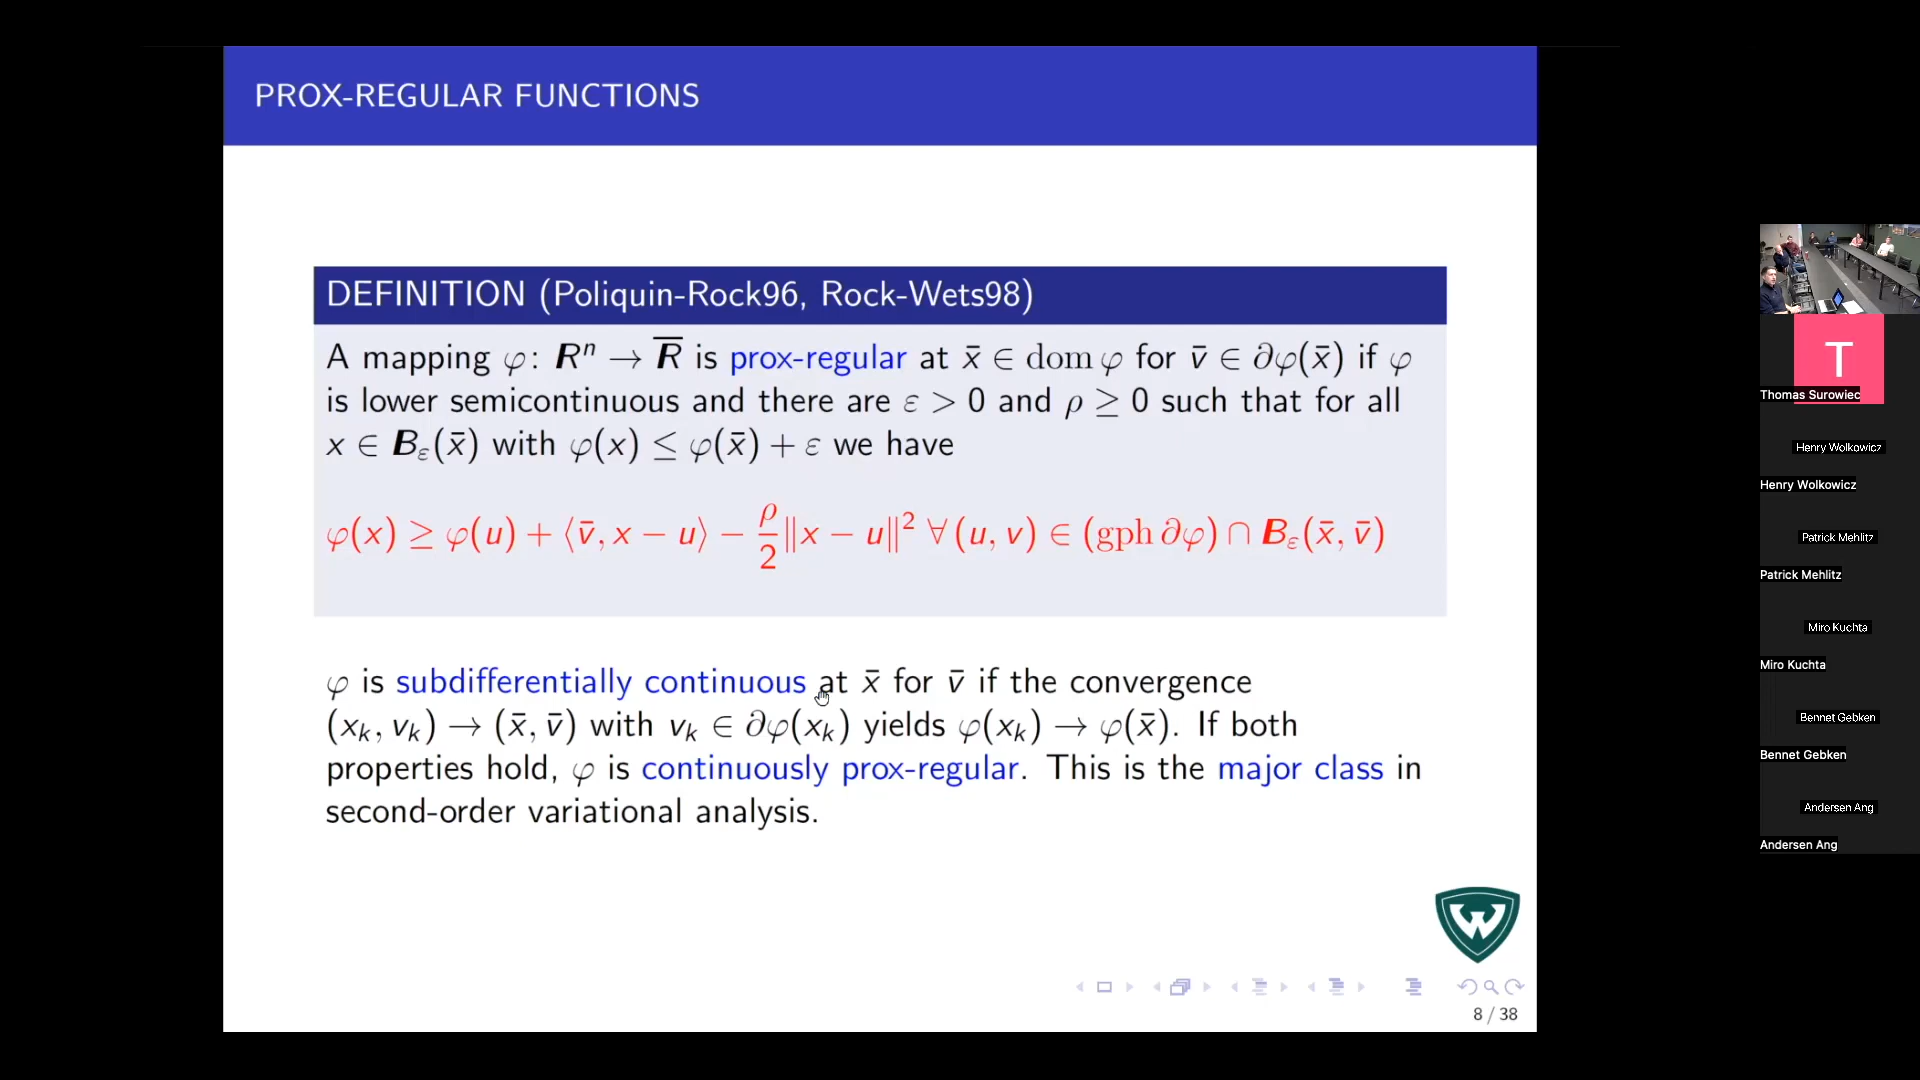 PROX-REGULAR FUNCTIONS
DEFINITION (Poliquin-Rock96, Rock-Wets98)
A mapping φ: Rⁿ → R̅ is prox-regular at x̄ ∈ dom φ for v̄ ∈ ∂φ(x̄) if φ
is lower semicontinuous and there are ε > 0 and ρ ≥ 0 such that for all
x ∈ B_ε(x̄) with φ(x) ≤ φ(x̄) + ε we have
φ(x) ≥ φ(u) + ⟨v̄, x − u⟩ − ρ/2 ‖x − u‖² ∀ (u, v) ∈ (gph ∂φ) ∩ B_ε(x̄, v̄)
φ is subdifferentially continuous at x̄ for v̄ if the convergence
(x_k, v_k) → (x̄, v̄) with v_k ∈ ∂φ(x_k) yields φ(x_k) → φ(x̄). If both
properties hold, φ is continuously prox-regular. This is the major class in
second-order variational analysis.
W
8 / 38
T
Thomas Surowiec
Henry Wolkowicz
Henry Wolkowicz
Patrick Mehlitz
Patrick Mehlitz
Miro Kuchta
Miro Kuchta
Bennet Gebken
Bennet Gebken
Andersen Ang
Andersen Ang